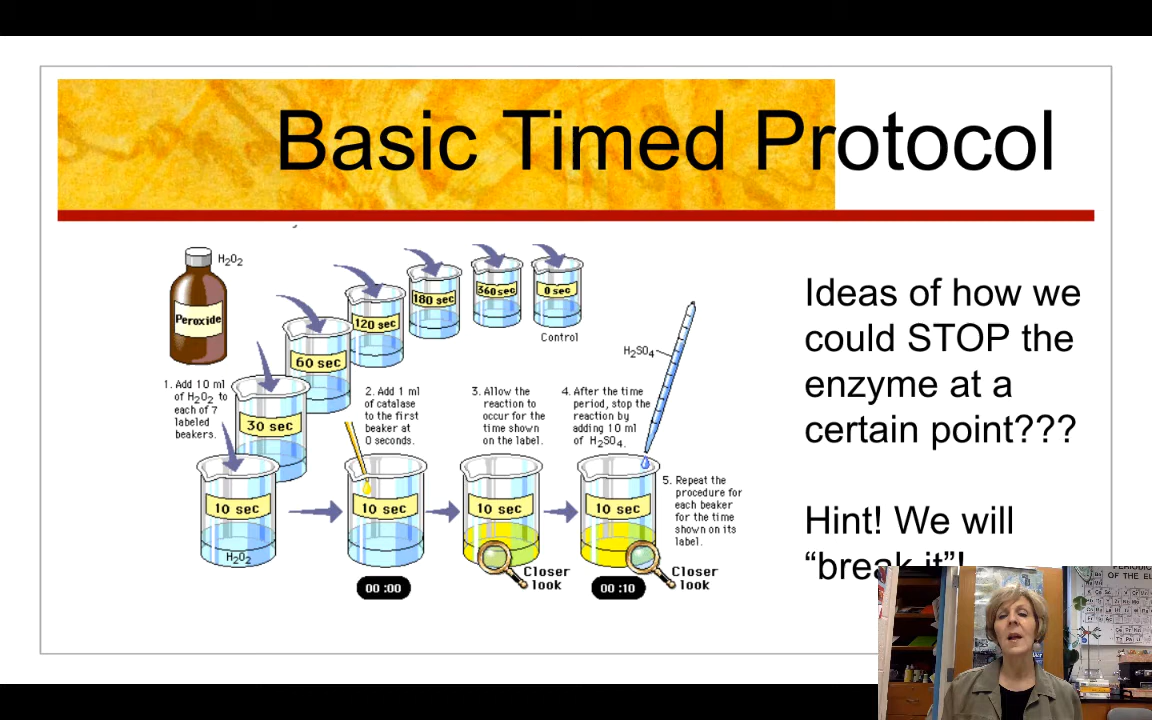 Basic Timed Protocol
H2O2
Peroxide
180 sec
360 sec
0 sec
Control
120 sec
60 sec
30 sec
1. Add 10 ml
of H2O2 to
each of 7
labeled
beakers.
2. Add 1 ml
of catalase
to the first
beaker at
0 seconds.
3. Allow the
reaction to
occur for the
time shown
on the label.
4. After the time
period, stop the
reaction by
adding 10 ml
of H2SO4.
H2SO4
5. Repeat the
procedure for
each beaker
for the time
shown on its
label.
10 sec
H2O2
10 sec
10 sec
10 sec
Closer
look
Closer
look
00 :00
00 :10
Ideas of how we
could STOP the
enzyme at a
certain point???
Hint! We will
“break it”!
OF THE